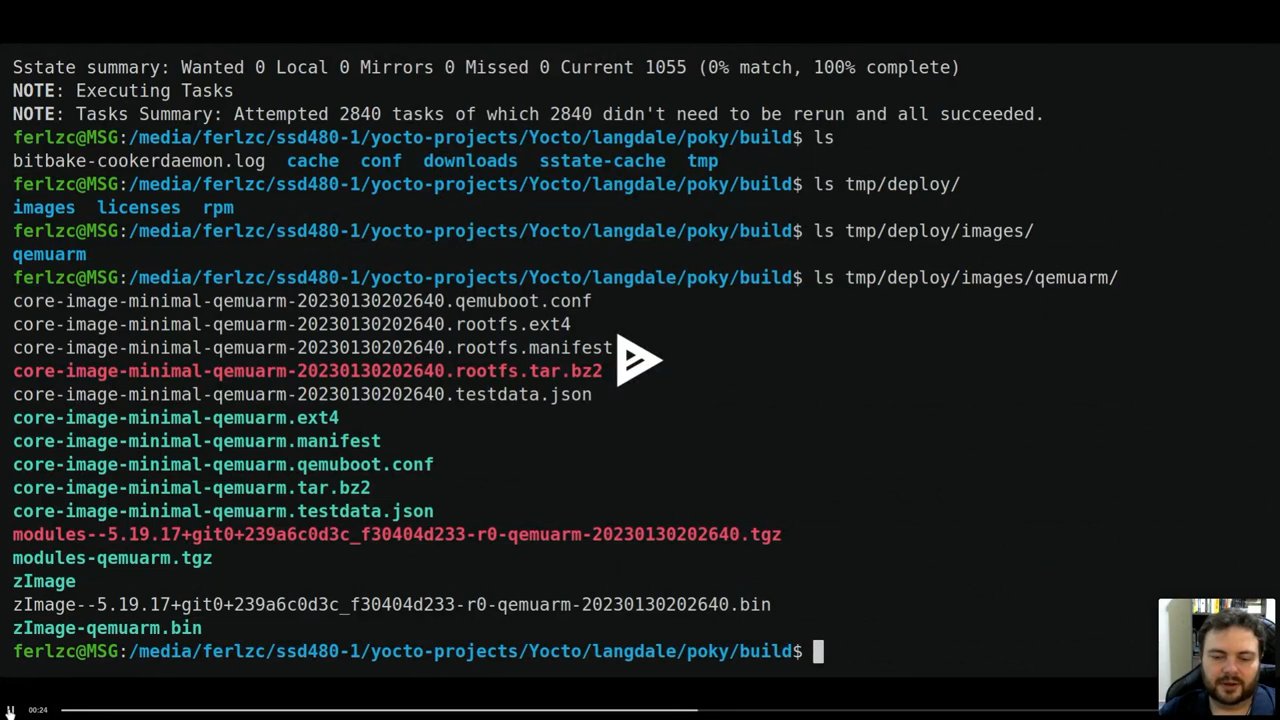 Sstate summary: Wanted 0 Local 0 Mirrors 0 Missed 0 Current 1055 (0% match, 100% complete)
NOTE: Executing Tasks
NOTE: Tasks Summary: Attempted 2840 tasks of which 2840 didn't need to be rerun and all succeeded.
ferlzc@MSG:/media/ferlzc/ssd480-1/yocto-projects/Yocto/langdale/poky/build$ ls
bitbake-cookerdaemon.log  cache  conf  downloads  sstate-cache  tmp
ferlzc@MSG:/media/ferlzc/ssd480-1/yocto-projects/Yocto/langdale/poky/build$ ls tmp/deploy/
images  licenses  rpm
ferlzc@MSG:/media/ferlzc/ssd480-1/yocto-projects/Yocto/langdale/poky/build$ ls tmp/deploy/images/
qemuarm
ferlzc@MSG:/media/ferlzc/ssd480-1/yocto-projects/Yocto/langdale/poky/build$ ls tmp/deploy/images/qemuarm/
core-image-minimal-qemuarm-20230130202640.qemuboot.conf
core-image-minimal-qemuarm-20230130202640.rootfs.ext4
core-image-minimal-qemuarm-20230130202640.rootfs.manifest
core-image-minimal-qemuarm-20230130202640.rootfs.tar.bz2
core-image-minimal-qemuarm-20230130202640.testdata.json
core-image-minimal-qemuarm.ext4
core-image-minimal-qemuarm.manifest
core-image-minimal-qemuarm.qemuboot.conf
core-image-minimal-qemuarm.tar.bz2
core-image-minimal-qemuarm.testdata.json
modules--5.19.17+git0+239a6c0d3c_f30404d233-r0-qemuarm-20230130202640.tgz
modules-qemuarm.tgz
zImage
zImage--5.19.17+git0+239a6c0d3c_f30404d233-r0-qemuarm-20230130202640.bin
zImage-qemuarm.bin
ferlzc@MSG:/media/ferlzc/ssd480-1/yocto-projects/Yocto/langdale/poky/build$
00:24